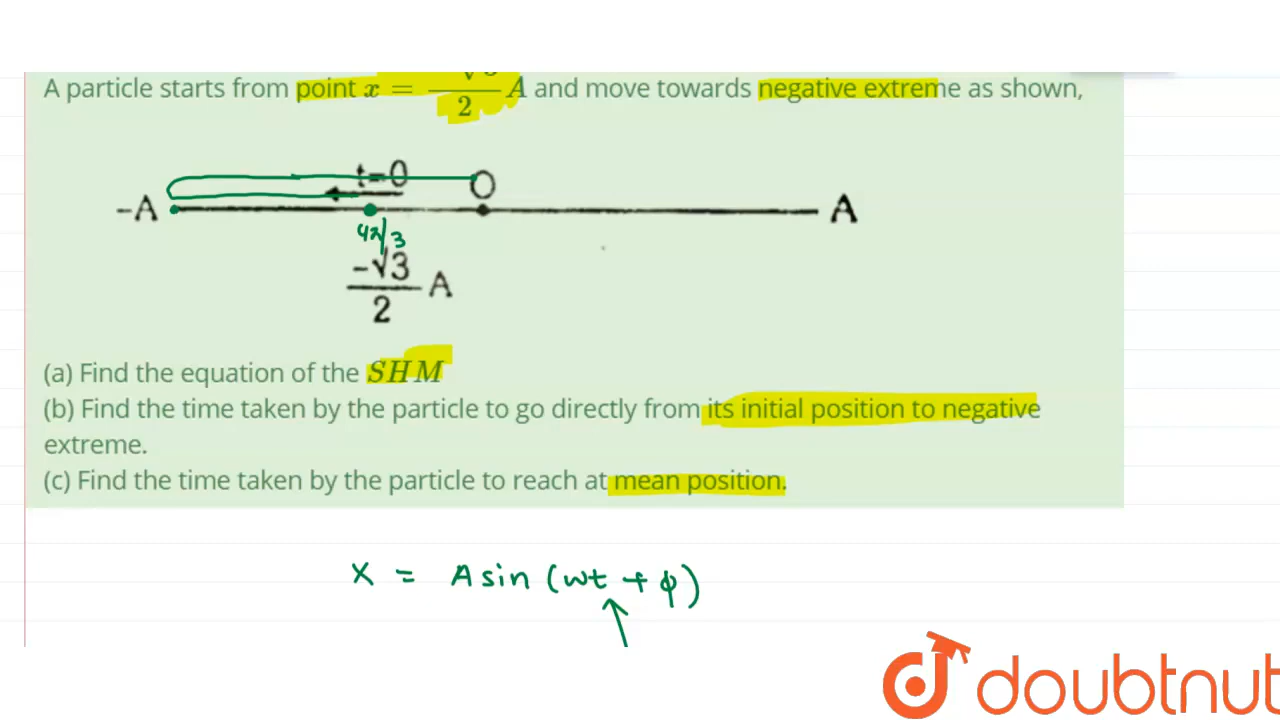 A particle starts from point x = -√3/2 A and move towards negative extreme as shown,
t=0
O
-A
A
4π/3
-√3/2 A
(a) Find the equation of the SHM
(b) Find the time taken by the particle to go directly from its initial position to negative
extreme.
(c) Find the time taken by the particle to reach at mean position.
x = A sin (wt + φ)
doubtnut